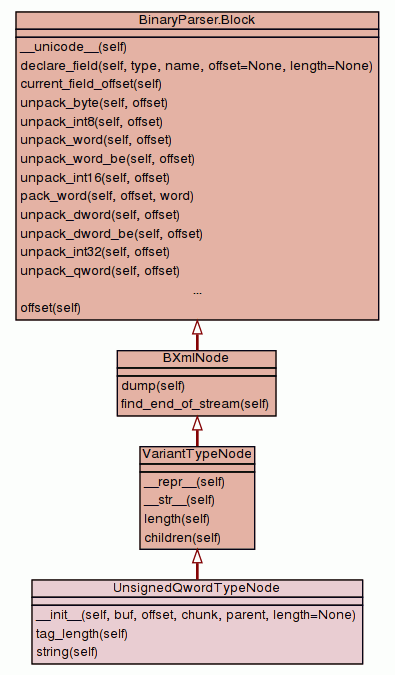 BinaryParser.Block
__unicode__(self)
declare_field(self, type, name, offset=None, length=None)
current_field_offset(self)
unpack_byte(self, offset)
unpack_int8(self, offset)
unpack_word(self, offset)
unpack_word_be(self, offset)
unpack_int16(self, offset)
pack_word(self, offset, word)
unpack_dword(self, offset)
unpack_dword_be(self, offset)
unpack_int32(self, offset)
unpack_qword(self, offset)
...
offset(self)
BXmlNode
dump(self)
find_end_of_stream(self)
VariantTypeNode
__repr__(self)
__str__(self)
length(self)
children(self)
UnsignedQwordTypeNode
__init__(self, buf, offset, chunk, parent, length=None)
tag_length(self)
string(self)